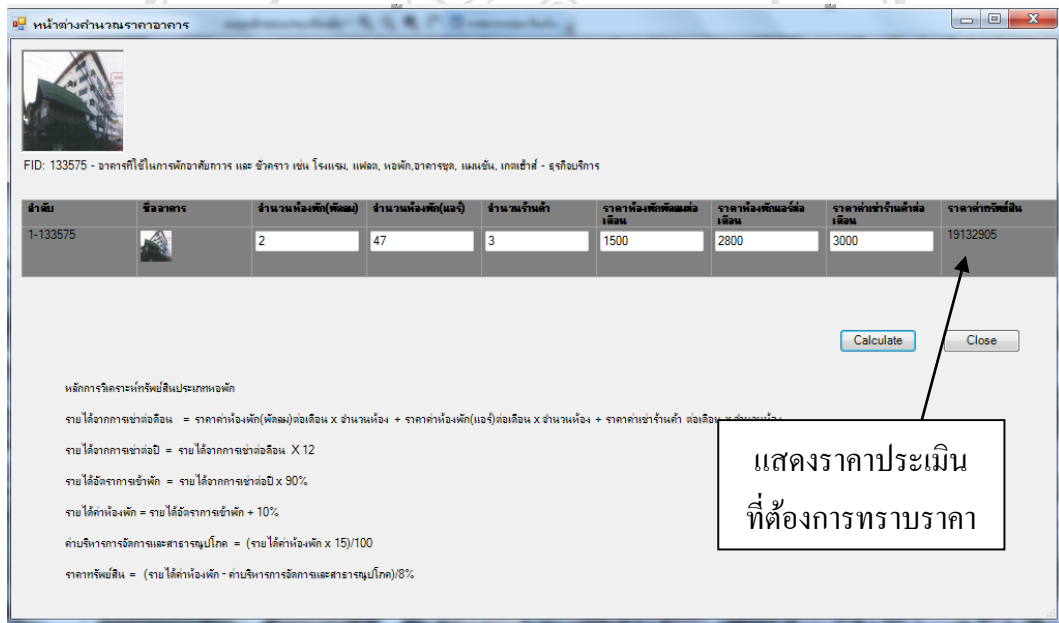 หน้าต่างคำนวณราคาอาคาร
FID: 133575 - อาคารที่ใช้ในการพักอาศัยถาวร และ ชั่วคราว เช่น โรงแรม, แฟลต, หอพัก,อาคารชุด, แมนชั่น, เกตเฮ้าส์ - ธุรกิจบริการ
ลำดับ ชื่ออาคาร จำนวนห้องพัก(พัดลม) จำนวนห้องพัก(แอร์) จำนวนร้านค้า ราคาห้องพักพัดลมต่อเดือน ราคาห้องพักแอร์ต่อเดือน ราคาค่าเช่าร้านค้าต่อเดือน ราคาค่าทรัพย์สิน
1-133575 2 47 3 1500 2800 3000 19132905
Calculate Close
หลักการวิเคราะห์ทรัพย์สินประเภทหอพัก
รายได้จากการเช่าต่อเดือน = ราคาค่าห้องพัก(พัดลม)ต่อเดือน x จำนวนห้อง + ราคาค่าห้องพัก(แอร์)ต่อเดือน x จำนวนห้อง + ราคาค่าเช่าร้านค้า ต่อเดือน x จำนวนห้อง
รายได้จากการเช่าต่อปี = รายได้จากการเช่าต่อเดือน X 12
รายได้อัตราการเข้าพัก = รายได้จากการเช่าต่อปี x 90%
รายได้ค่าห้องพัก = รายได้อัตราการเข้าพัก + 10%
ค่าบริหารการจัดการและสาธารณุปโภค = (รายได้ค่าห้องพัก x 15)/100
ราคาทรัพย์สิน = (รายได้ค่าห้องพัก - ค่าบริหารการจัดการและสาธารณุปโภค)/8%
แสดงราคาประเมิน
ที่ต้องการทราบราคา